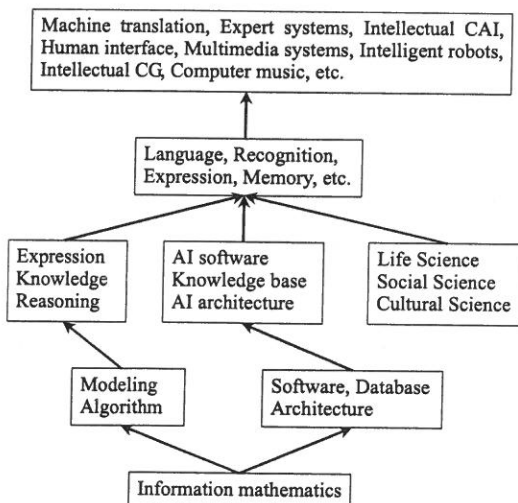 Machine translation, Expert systems, Intellectual CAI,
Human interface, Multimedia systems, Intelligent robots,
Intellectual CG, Computer music, etc.
Language, Recognition,
Expression, Memory, etc.
Expression
Knowledge
Reasoning
AI software
Knowledge base
AI architecture
Life Science
Social Science
Cultural Science
Modeling
Algorithm
Software, Database
Architecture
Information mathematics